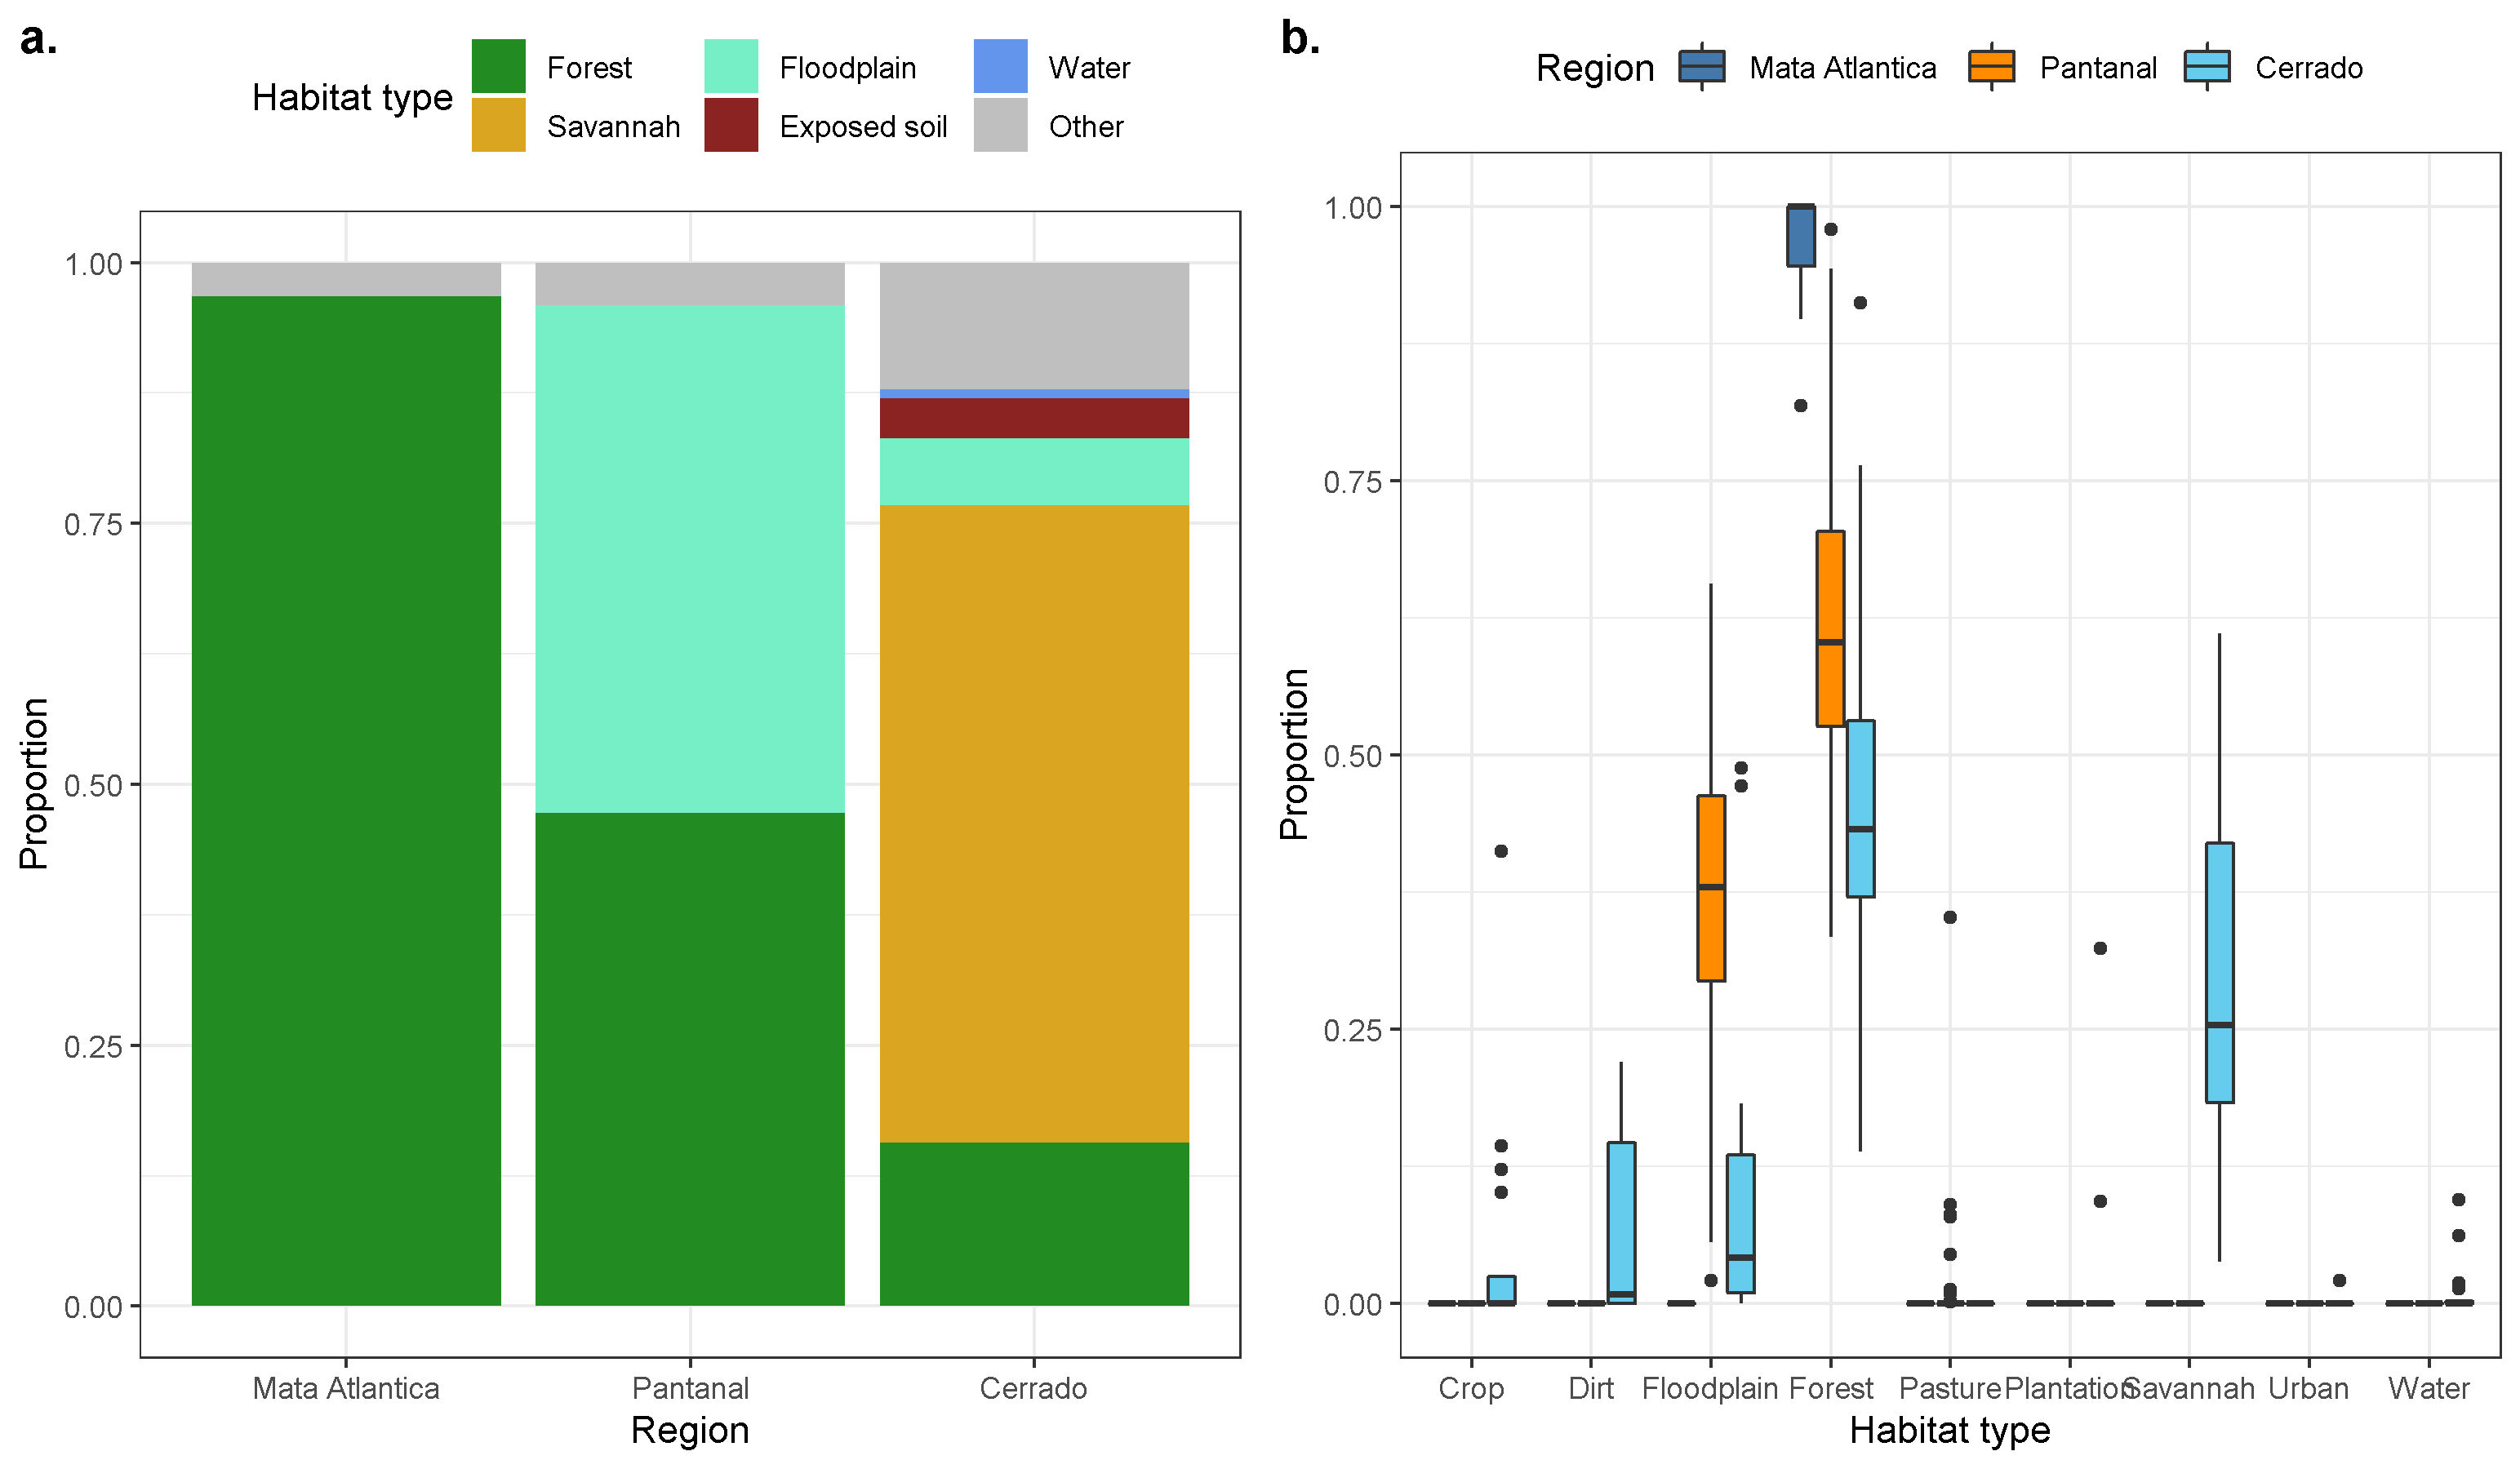 a.
Habitat type
Forest
Floodplain
Water
Savannah
Exposed soil
Other
1.00
0.75
0.50
0.25
0.00
Proportion
Mata Atlantica
Pantanal
Cerrado
Region
b.
Region
Mata Atlantica
Pantanal
Cerrado
1.00
0.75
0.50
0.25
0.00
Proportion
Crop
Dirt
Floodplain
Forest
Pasture
Plantation
Savannah
Urban
Water
Habitat type